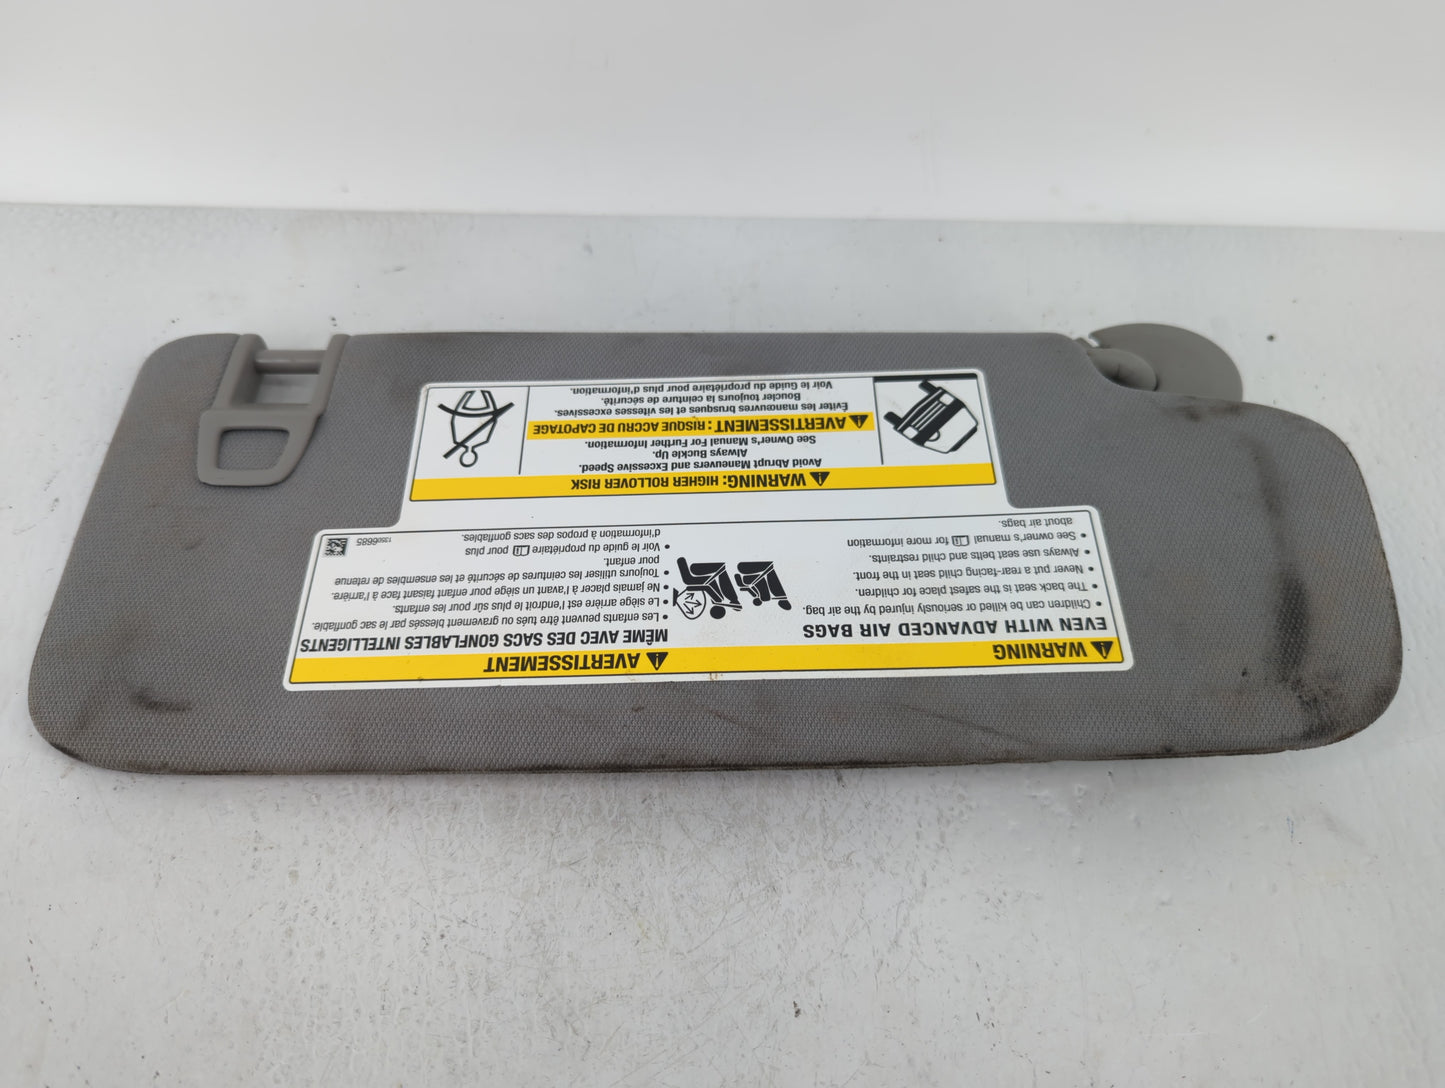 WARNING
EVEN WITH ADVANCED AIR BAGS
• Children can be killed or seriously injured by the air bag.
• The back seat is the safest place for children.
• Never put a rear-facing child seat in the front.
• Always use seat belts and child restraints.
• See owner's manual for more information
about air bags.
AVERTISSEMENT
MÊME AVEC DES SACS GONFLABLES INTELLIGENTS
• Les enfants peuvent être tués ou gravement blessés par le sac gonflable.
• Le siège arrière est l'endroit le plus sûr pour les enfants.
• Ne jamais placer à l'avant un siège pour enfant faisant face à l'arrière.
• Toujours utiliser les ceintures de sécurité et les ensembles de retenue
pour enfant.
• Voir le guide du propriétaire pour plus
d'information à propos des sacs gonflables.
13506685
WARNING: HIGHER ROLLOVER RISK
Avoid Abrupt Maneuvers and Excessive Speed.
Always Buckle Up.
See Owner's Manual For Further Information.
AVERTISSEMENT : RISQUE ACCRU DE CAPOTAGE
Éviter les manœuvres brusques et les vitesses excessives.
Boucler toujours la ceinture de sécurité.
Voir le Guide du propriétaire pour plus d'information.